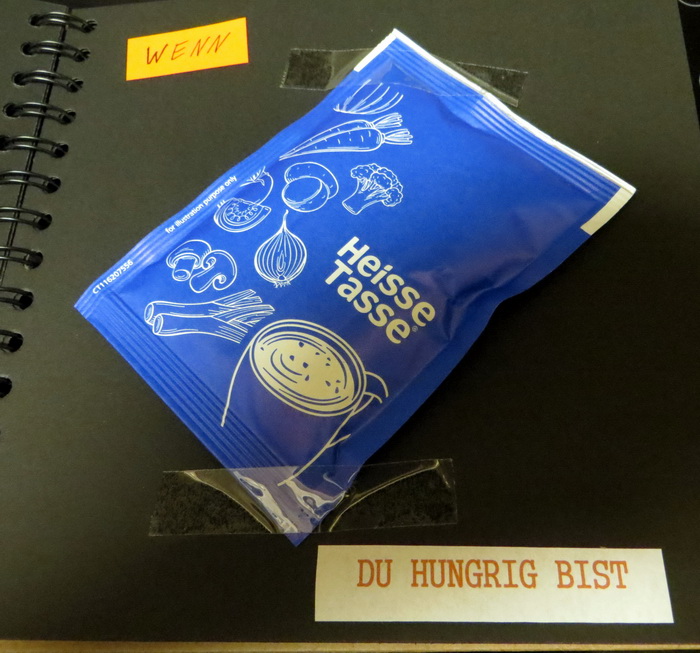 WENN
for illustration purpose only
CT116207556
Heisse
Tasse®
DU HUNGRIG BIST